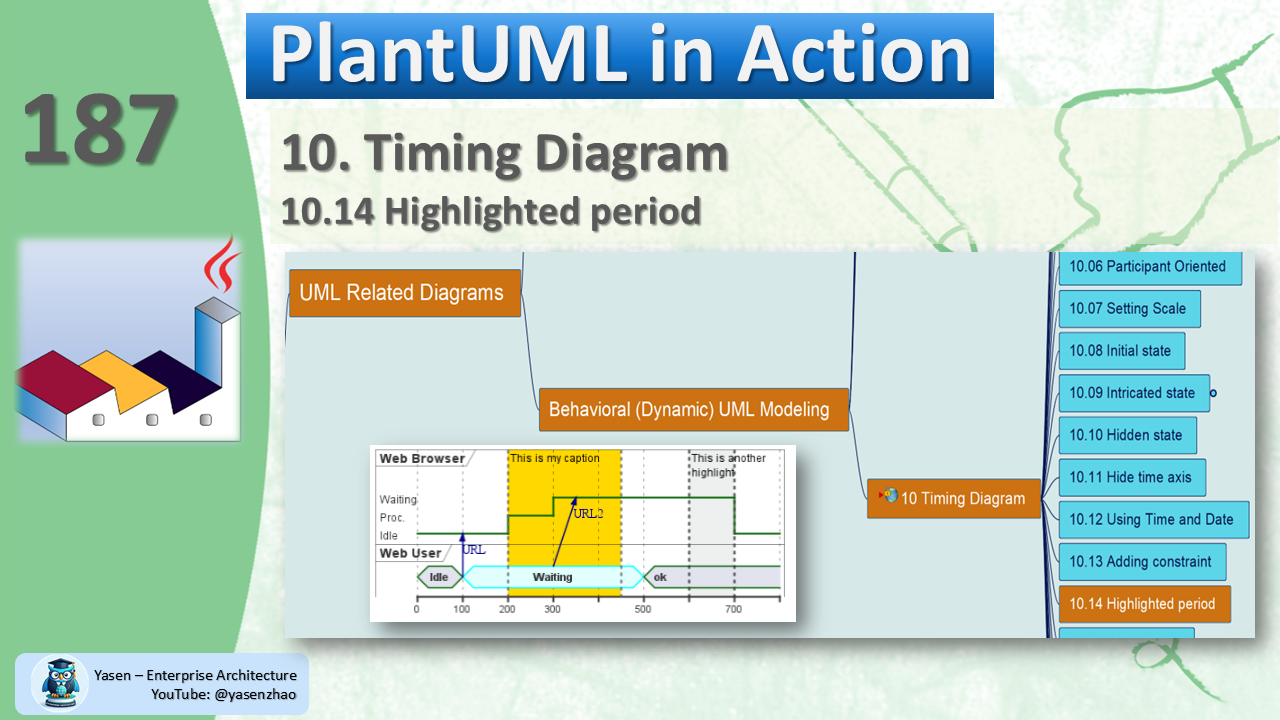 PlantUML in Action
187
10. Timing Diagram
10.14 Highlighted period
UML Related Diagrams
Behavioral (Dynamic) UML Modeling
10 Timing Diagram
10.06 Participant Oriented
10.07 Setting Scale
10.08 Initial state
10.09 Intricated state
10.10 Hidden state
10.11 Hide time axis
10.12 Using Time and Date
10.13 Adding constraint
10.14 Highlighted period
Web Browser
This is my caption
This is another
highlight
Waiting
Proc.
Idle
URL2
URL
Web User
Idle
Waiting
ok
0 100 200 300 500 700
Yasen – Enterprise Architecture
YouTube: @yasenzhao